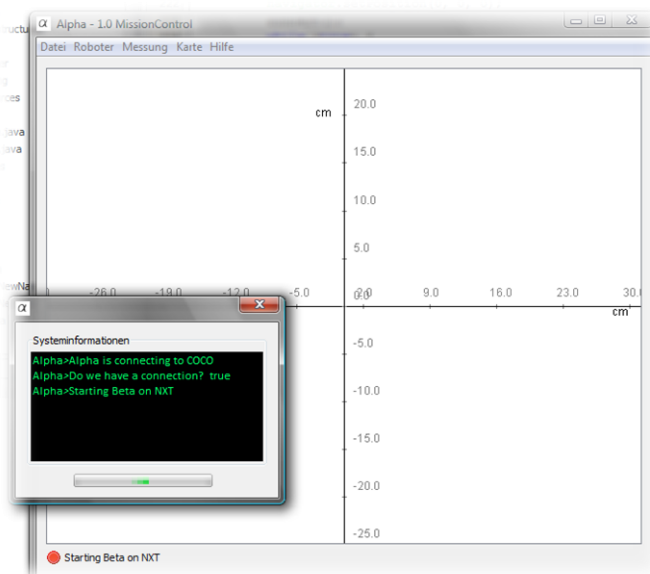 Alpha - 1.0 MissionControl
Datei Roboter Messung Karte Hilfe
cm
20.0
15.0
10.0
5.0
-26.0 -19.0 -12.0 -5.0 2.0 0.0 9.0 16.0 23.0 30.0
cm
-5.0
-10.0
-15.0
-20.0
-25.0
Systeminformationen
Alpha>Alpha is connecting to COCO
Alpha>Do we have a connection? true
Alpha>Starting Beta on NXT
Starting Beta on NXT
.java